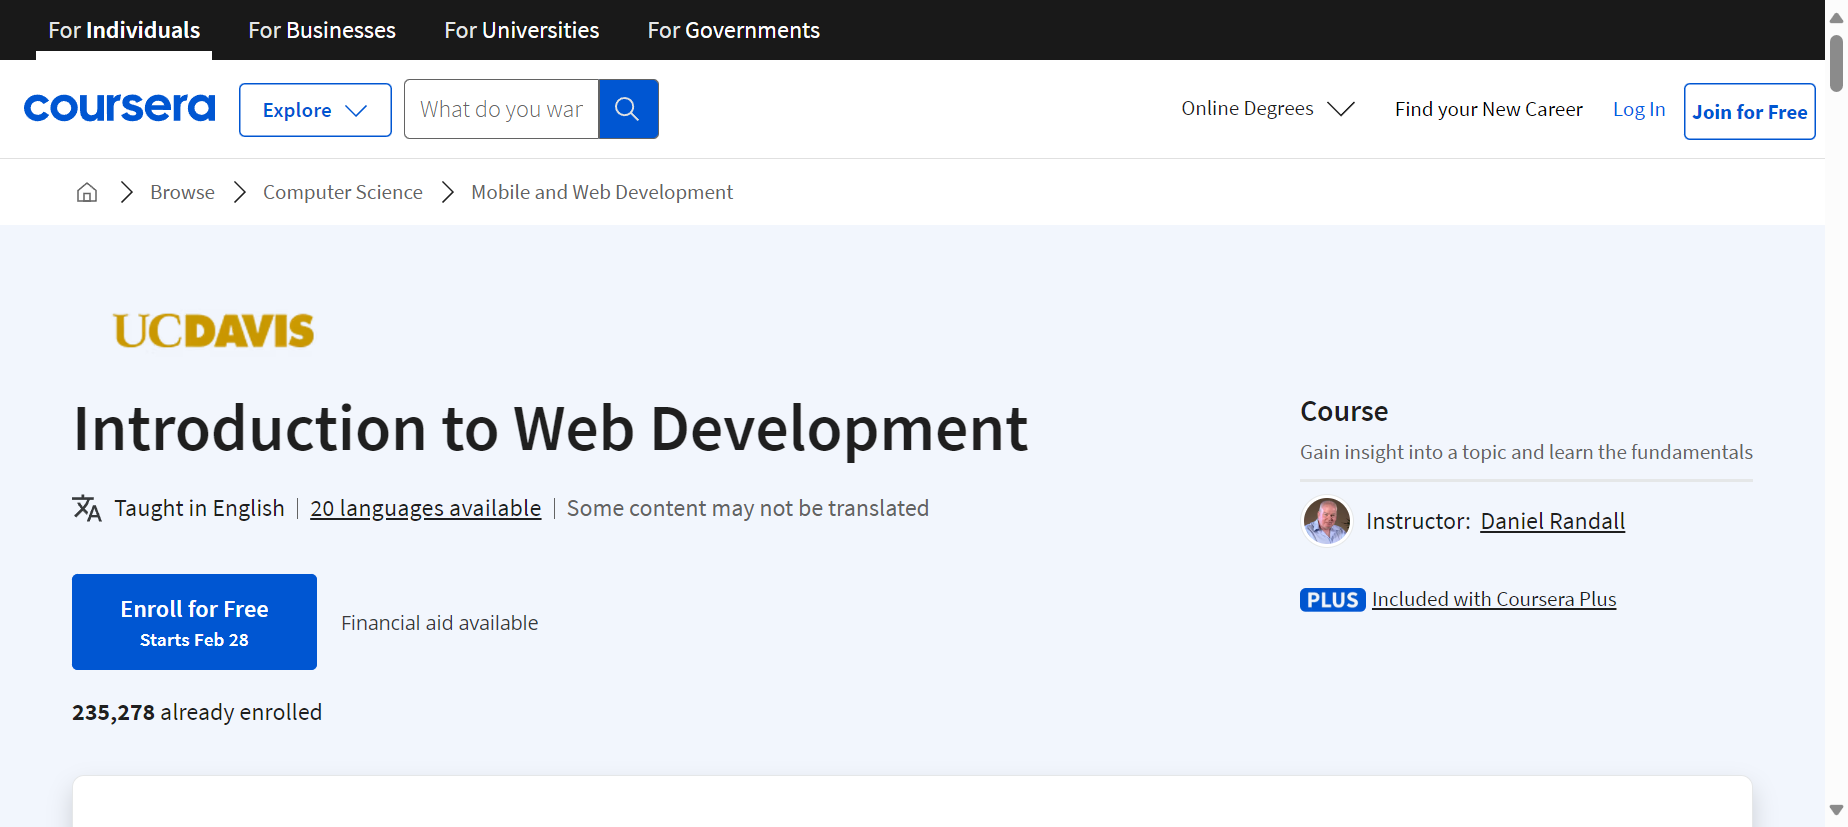 For Individuals For Businesses For Universities For Governments
coursera Explore What do you war Online Degrees Find your New Career Log In Join for Free
Browse Computer Science Mobile and Web Development
UCDAVIS
Introduction to Web Development
Taught in English 20 languages available Some content may not be translated
Enroll for Free
Starts Feb 28
Financial aid available
235,278 already enrolled
Course
Gain insight into a topic and learn the fundamentals
Instructor: Daniel Randall
PLUS Included with Coursera Plus